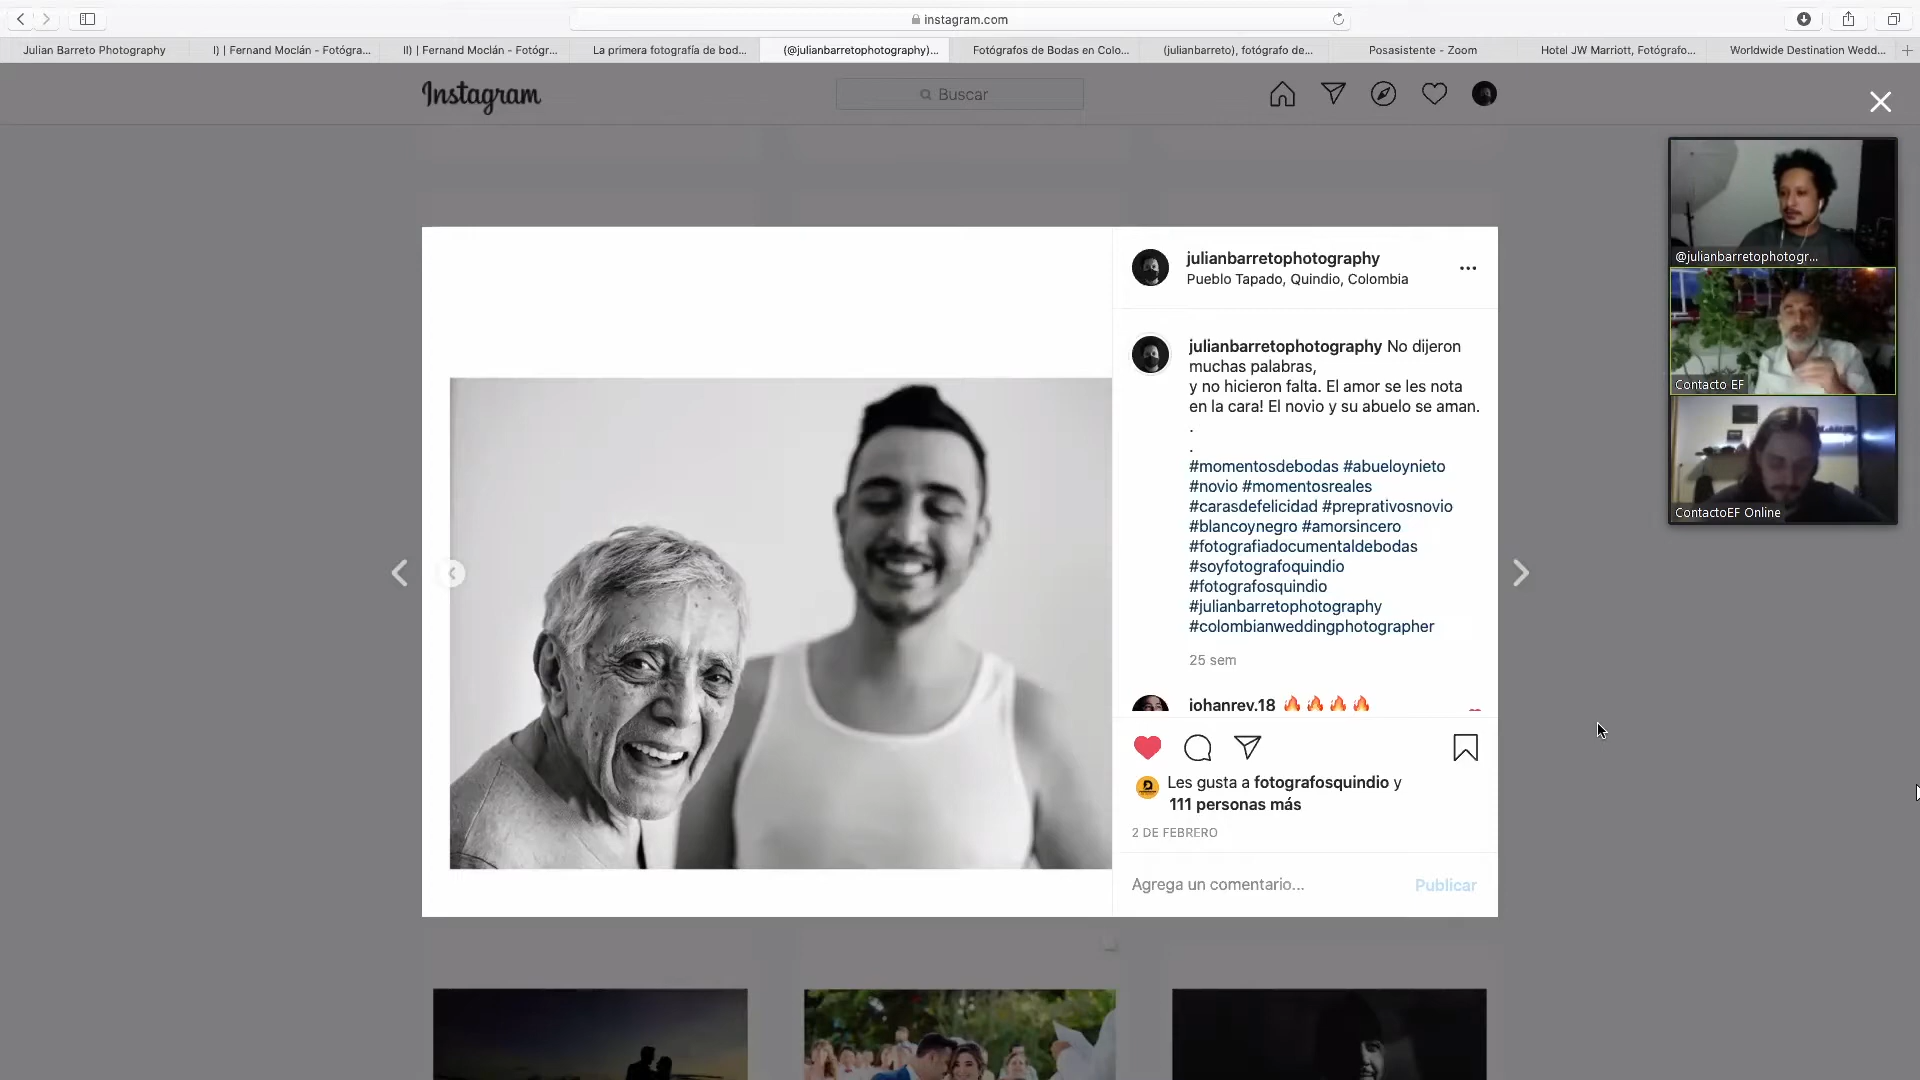 instagram.com
Julian Barreto Photography
I) | Fernand Moclán - Fotógra...
II) | Fernand Moclán - Fotógr...
La primera fotografía de bod...
(@julianbarretophotography)...
Fotógrafos de Bodas en Colo...
(julianbarreto), fotógrafo de...
Posasistente - Zoom
Hotel JW Marriott, Fotógrafo...
Worldwide Destination Wedd...
Instagram
Buscar
@julianbarretophotogr...
Contacto EF
ContactoEF Online
julianbarretophotography
Pueblo Tapado, Quindio, Colombia
julianbarretophotography No dijeron
muchas palabras,
y no hicieron falta. El amor se les nota
en la cara! El novio y su abuelo se aman.
.
.
#momentosdebodas #abueloynieto
#novio #momentosreales
#carasdefelicidad #preprativosnovio
#blancoynegro #amorsincero
#fotografiadocumentaldebodas
#soyfotografoquindio
#fotografosquindio
#julianbarretophotography
#colombianweddingphotographer
25 sem
johanrev.18 🔥🔥🔥🔥
Les gusta a fotografosquindio y
111 personas más
2 DE FEBRERO
Agrega un comentario...
Publicar